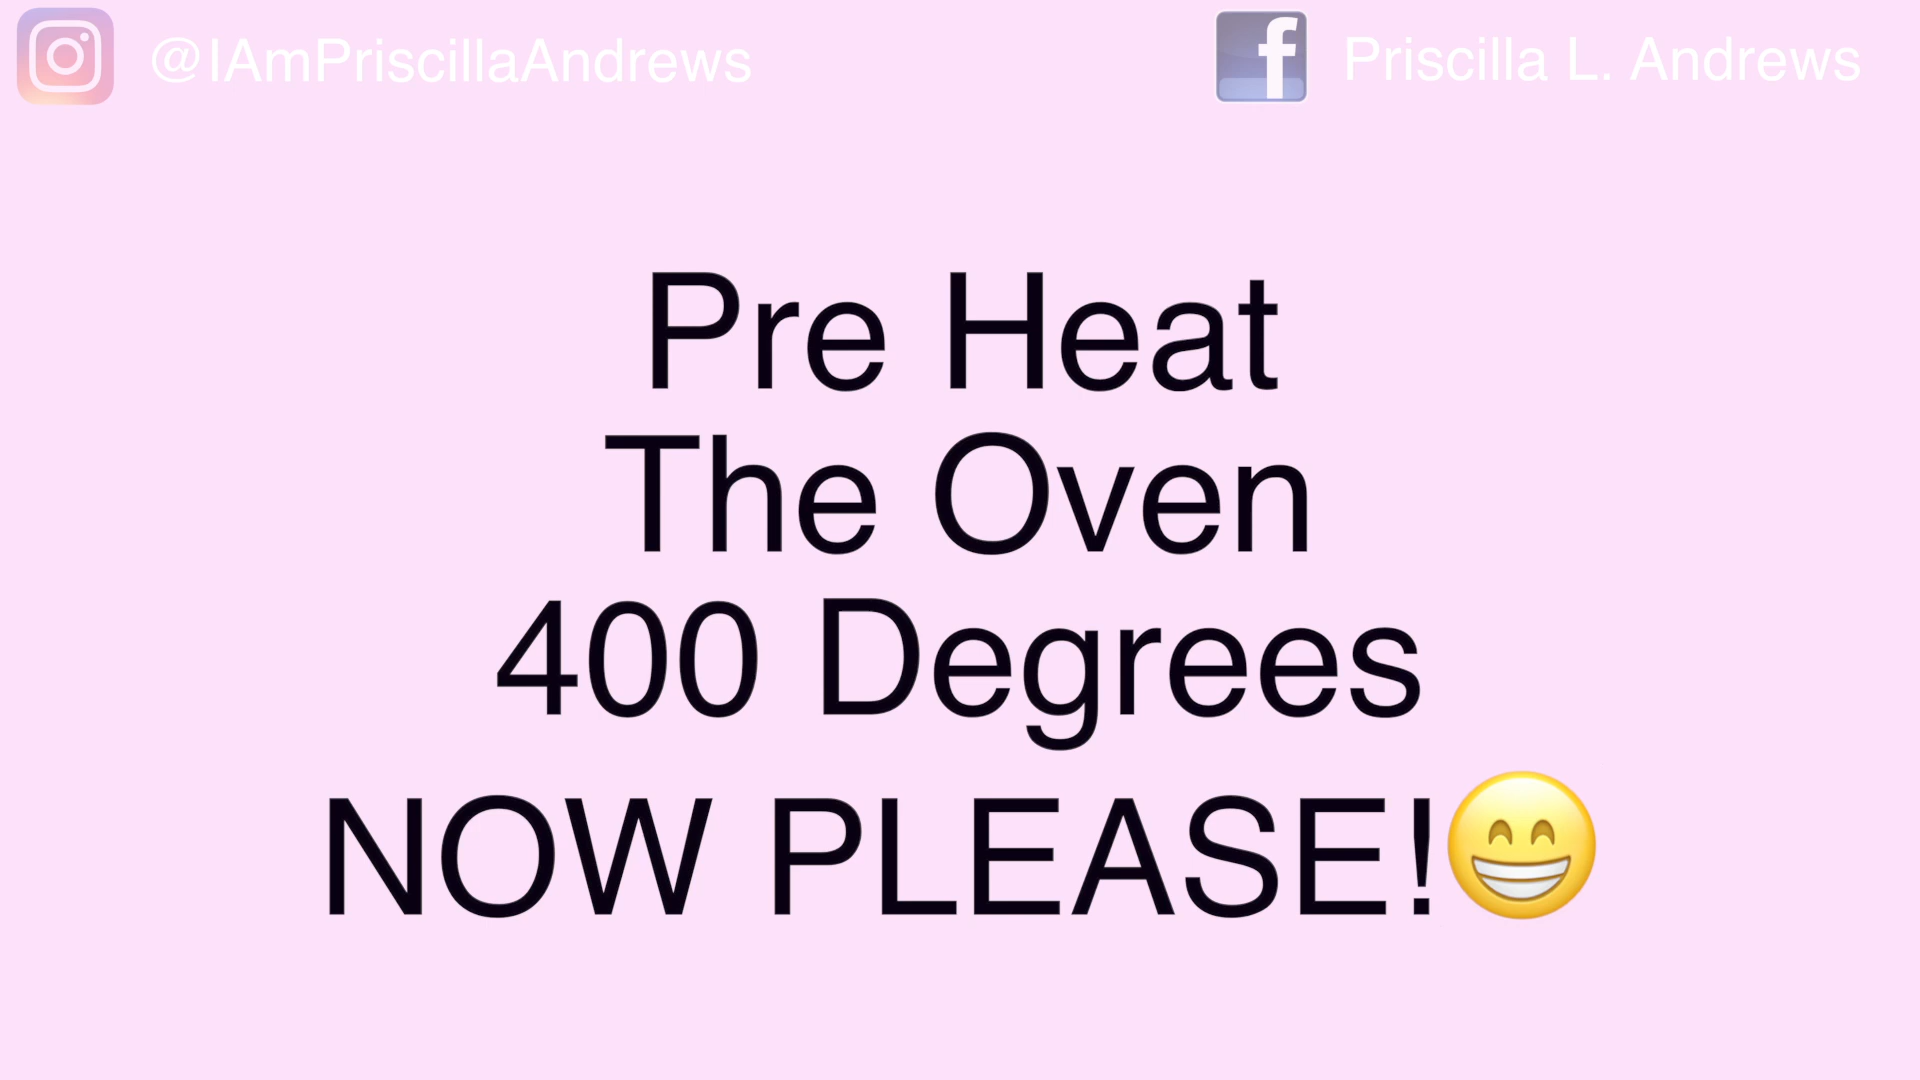 @IAmPriscillaAndrews
f Priscilla L. Andrews
Pre Heat
The Oven
400 Degrees
NOW PLEASE!😁